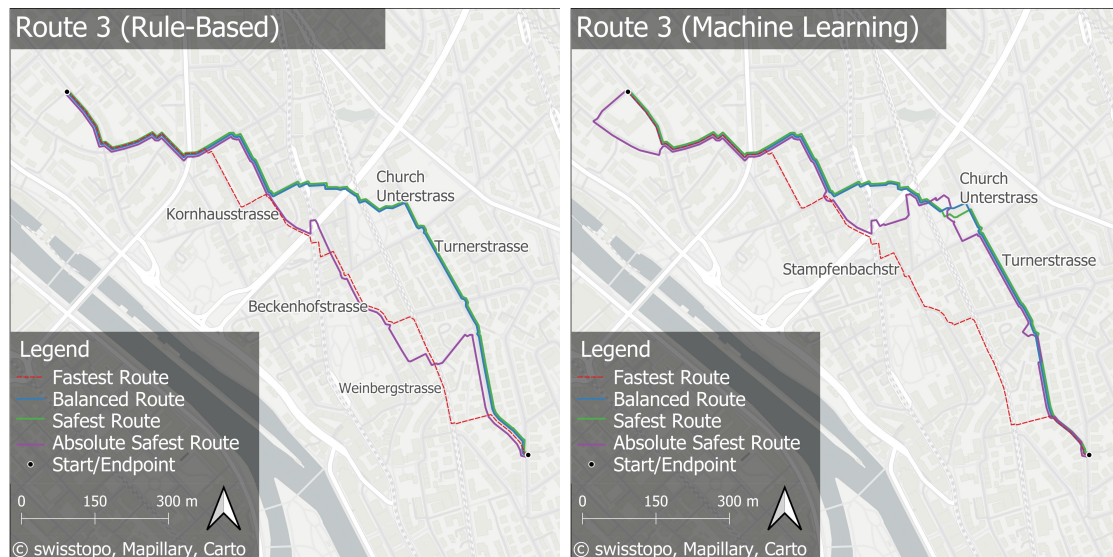 Route 3 (Rule-Based)
Church
Unterstrass
Kornhausstrasse
Turnerstrasse
Beckenhofstrasse
Weinbergstrasse
Legend
Fastest Route
Balanced Route
Safest Route
Absolute Safest Route
Start/Endpoint
0 150 300 m
© swisstopo, Mapillary, Carto
Route 3 (Machine Learning)
Church
Unterstrass
Turnerstrasse
Stampfenbachstr
Legend
Fastest Route
Balanced Route
Safest Route
Absolute Safest Route
Start/Endpoint
0 150 300 m
© swisstopo, Mapillary, Carto